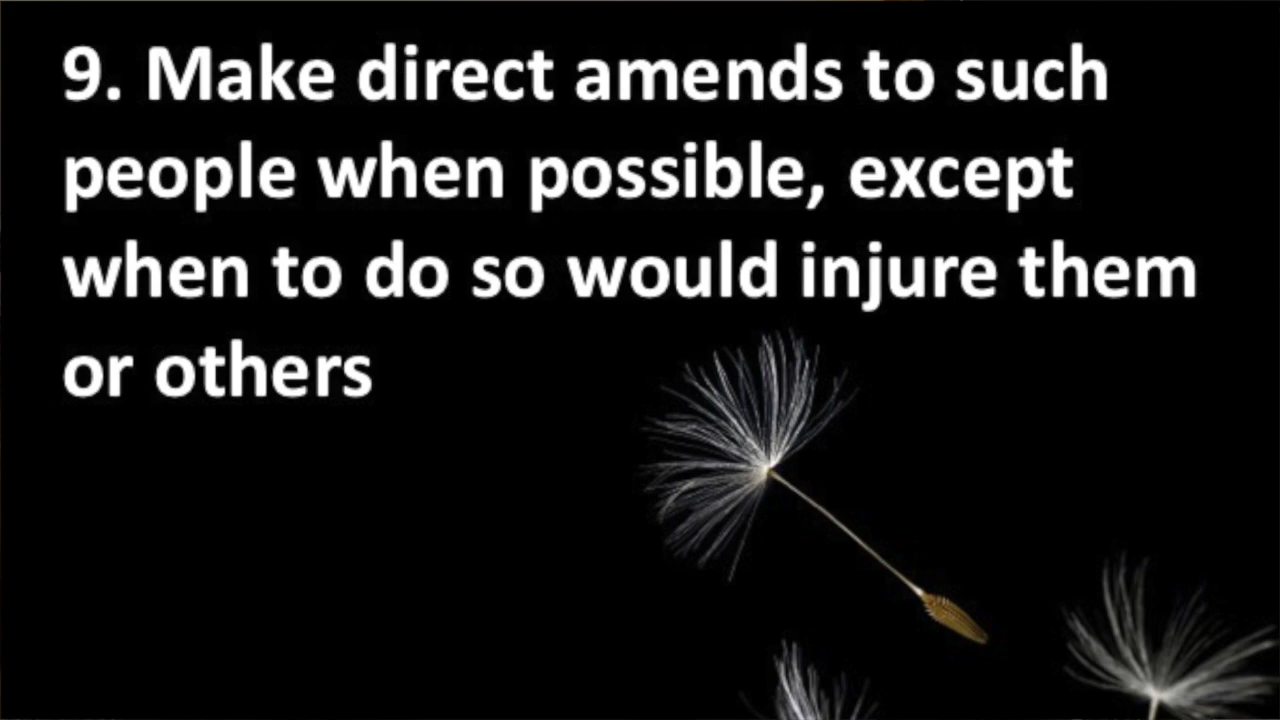 9. Make direct amends to such
people when possible, except
when to do so would injure them
or others